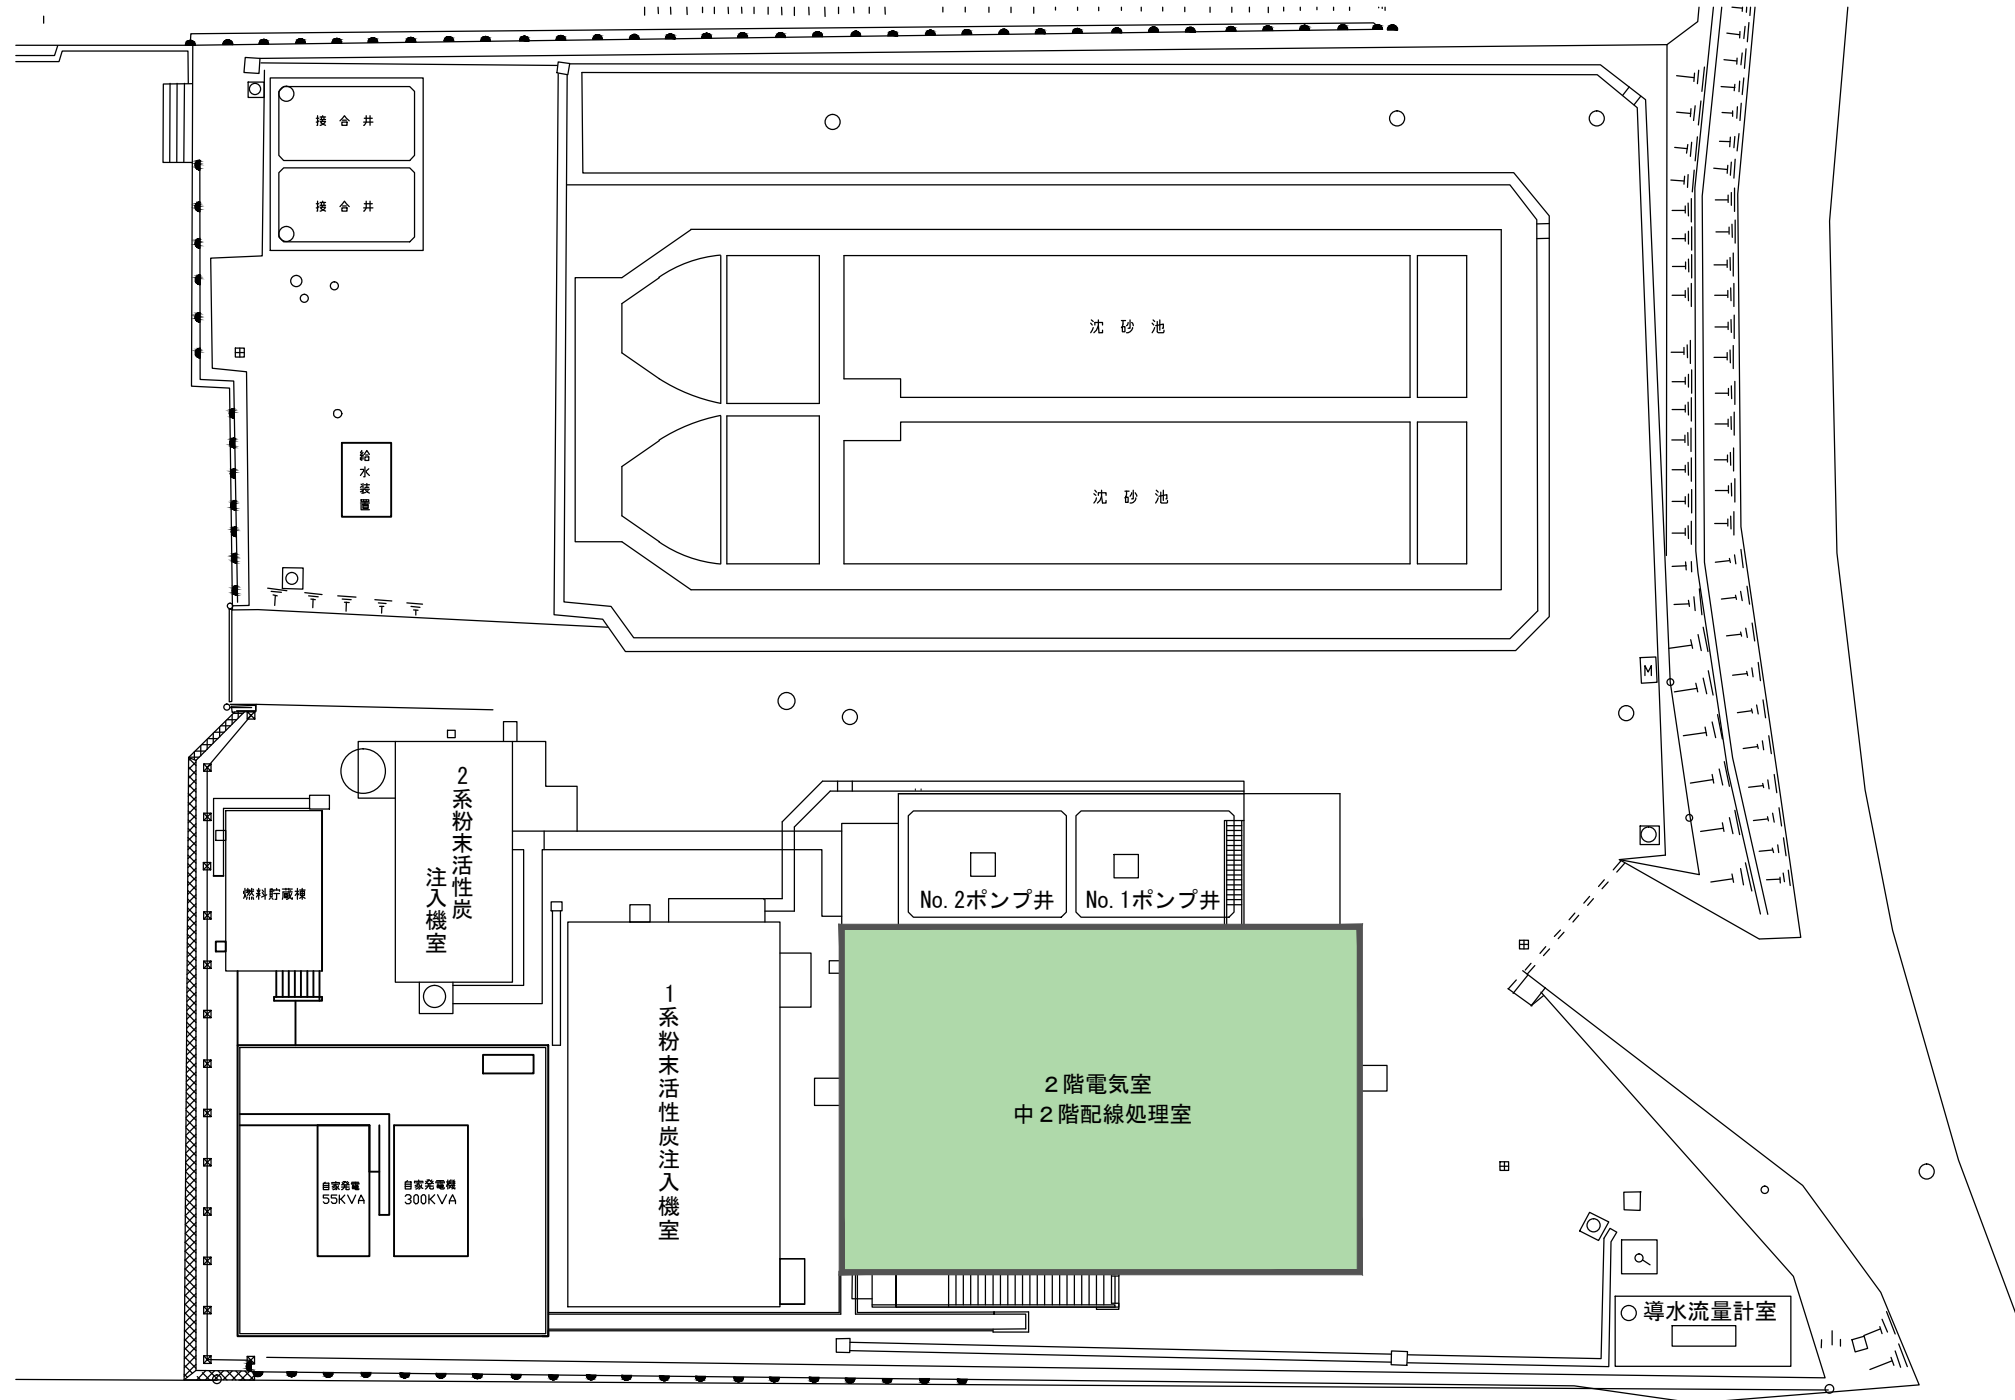 接合井
接合井
沈砂池
給水装置
沈砂池
M
2系粉末活性炭
注入機室
燃料貯蔵棟
No.2ポンプ井
No.1ポンプ井
1系粉末活性炭注入機室
2階電気室
中2階配線処理室
自家発電
55KVA
自家発電機
300KVA
導水流量計室